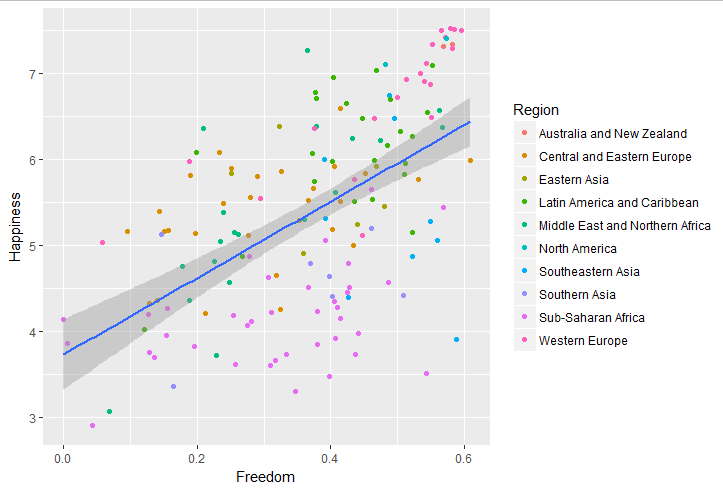 7
6
5
4
3
Happiness
0.0 0.2 0.4 0.6
Freedom
Region
Australia and New Zealand
Central and Eastern Europe
Eastern Asia
Latin America and Caribbean
Middle East and Northern Africa
North America
Southeastern Asia
Southern Asia
Sub-Saharan Africa
Western Europe